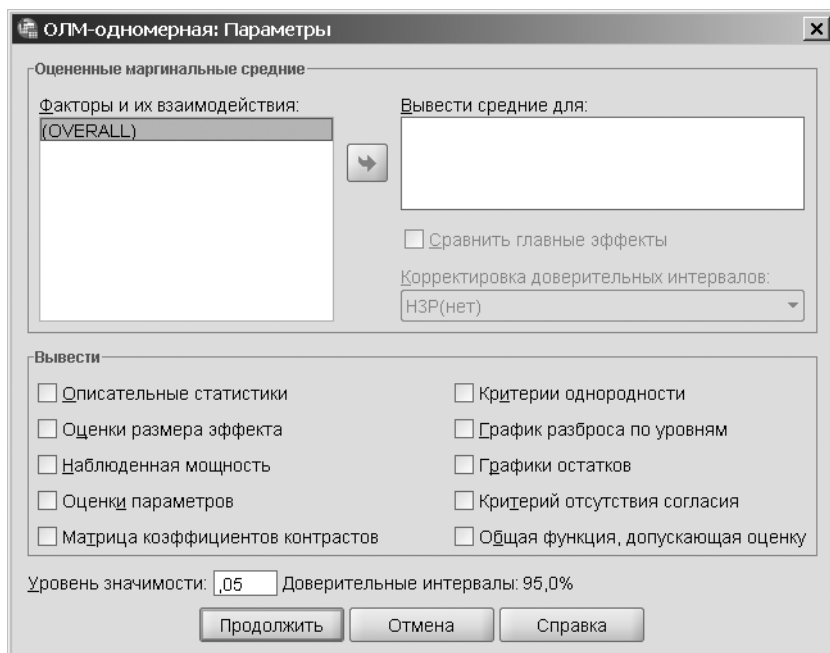 ОЛМ-одномерная: Параметры
Оцененные маргинальные средние
Факторы и их взаимодействия:
(OVERALL)
Вывести средние для:
Сравнить главные эффекты
Корректировка доверительных интервалов:
НЗР(нет)
Вывести
Описательные статистики
Оценки размера эффекта
Наблюденная мощность
Оценки параметров
Матрица коэффициентов контрастов
Критерии однородности
График разброса по уровням
Графики остатков
Критерий отсутствия согласия
Общая функция, допускающая оценку
Уровень значимости: ,05 Доверительные интервалы: 95,0%
Продолжить Отмена Справка